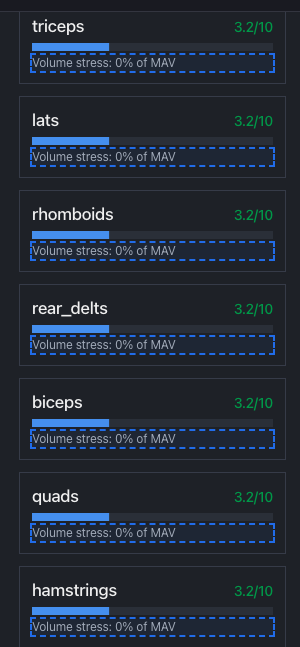 triceps 3.2/10
Volume stress: 0% of MAV
lats 3.2/10
Volume stress: 0% of MAV
rhomboids 3.2/10
Volume stress: 0% of MAV
rear_delts 3.2/10
Volume stress: 0% of MAV
biceps 3.2/10
Volume stress: 0% of MAV
quads 3.2/10
Volume stress: 0% of MAV
hamstrings 3.2/10
Volume stress: 0% of MAV